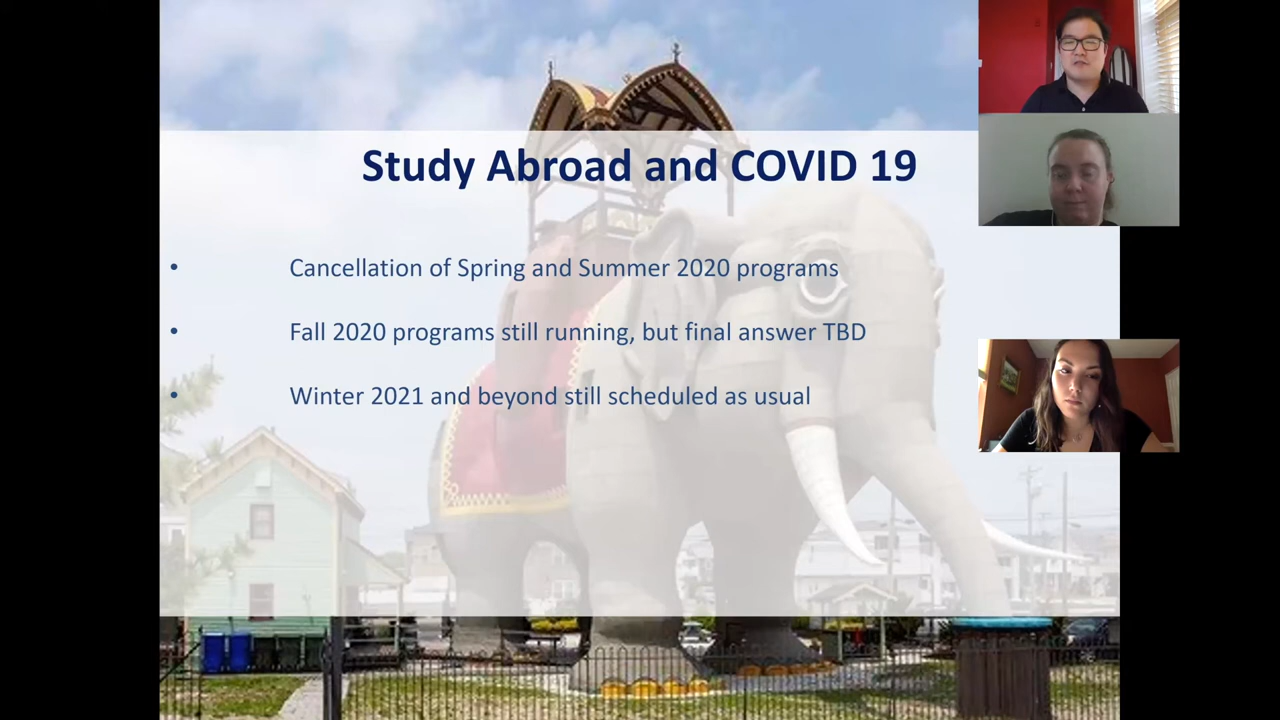 Study Abroad and COVID 19
• Cancellation of Spring and Summer 2020 programs
• Fall 2020 programs still running, but final answer TBD
• Winter 2021 and beyond still scheduled as usual